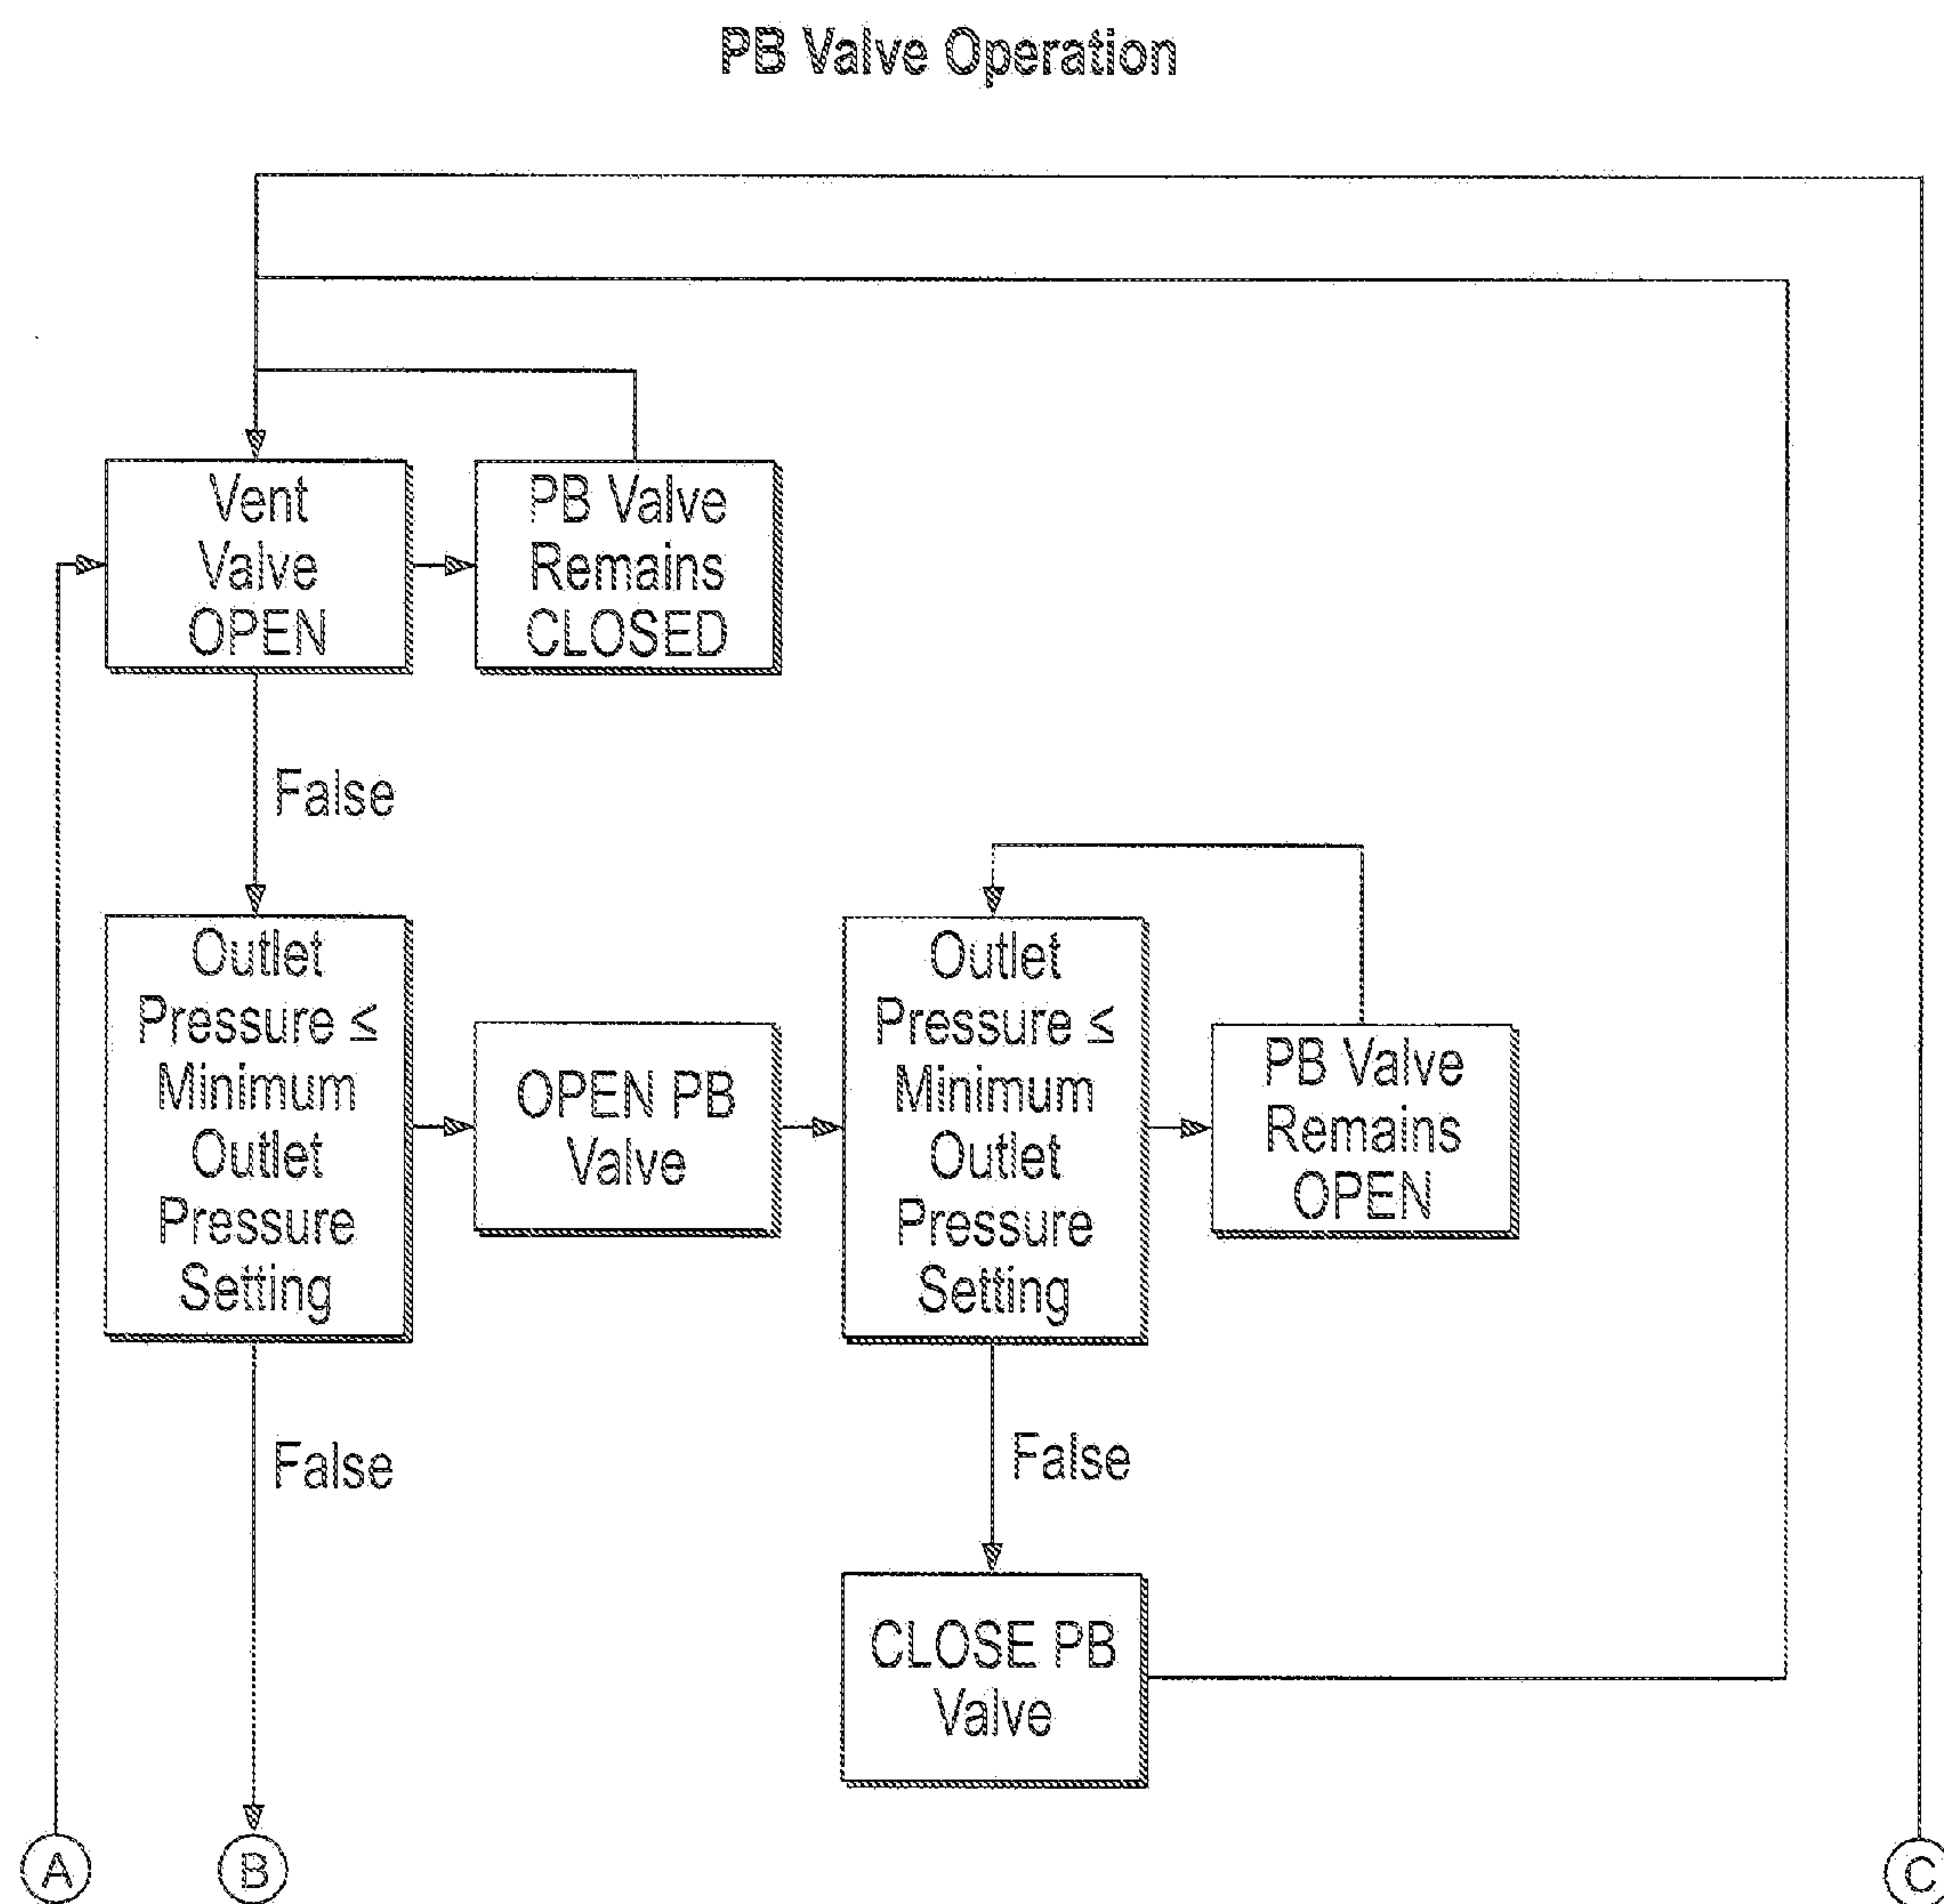 PB Valve Operation
Vent
Valve
OPEN
PB Valve
Remains
CLOSED
False
Outlet
Pressure ≤
Minimum
Outlet
Pressure
Setting
OPEN PB
Valve
Outlet
Pressure ≤
Minimum
Outlet
Pressure
Setting
PB Valve
Remains
OPEN
False
False
CLOSE PB
Valve
A
B
C